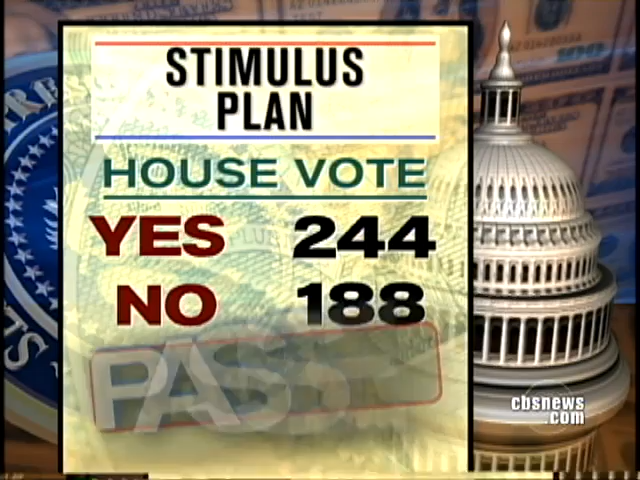 STIMULUS
PLAN
HOUSE VOTE
YES 244
NO 188
PASS
cbsnews
.com